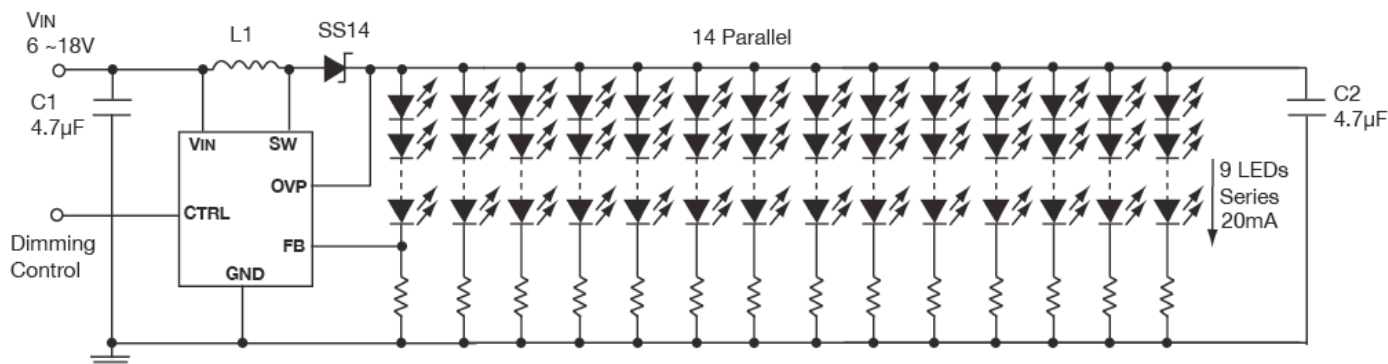 VIN
6 ~18V
L1
SS14
14 Parallel
C1
4.7µF
C2
4.7µF
VIN
SW
OVP
CTRL
FB
GND
Dimming
Control
9 LEDs
Series
20mA